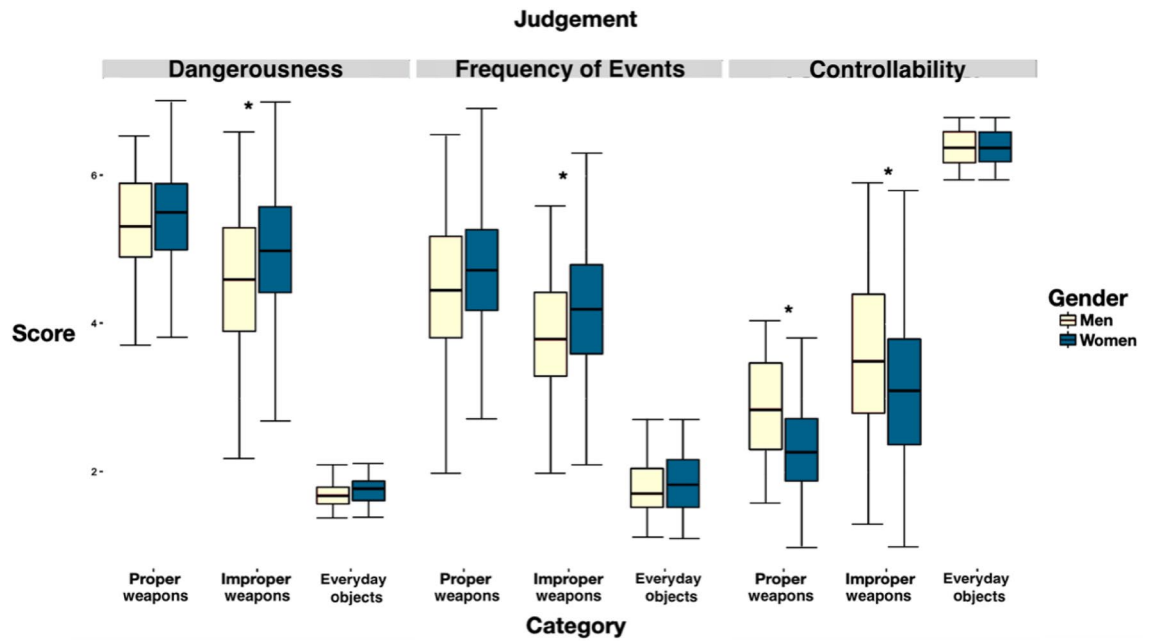 Judgement
Dangerousness
Frequency of Events
Controllability
*
*
*
*
6
4
2
Score
Gender
Men
Women
Proper
weapons
Improper
weapons
Everyday
objects
Proper
weapons
Improper
weapons
Everyday
objects
Proper
weapons
Improper
weapons
Everyday
objects
Category